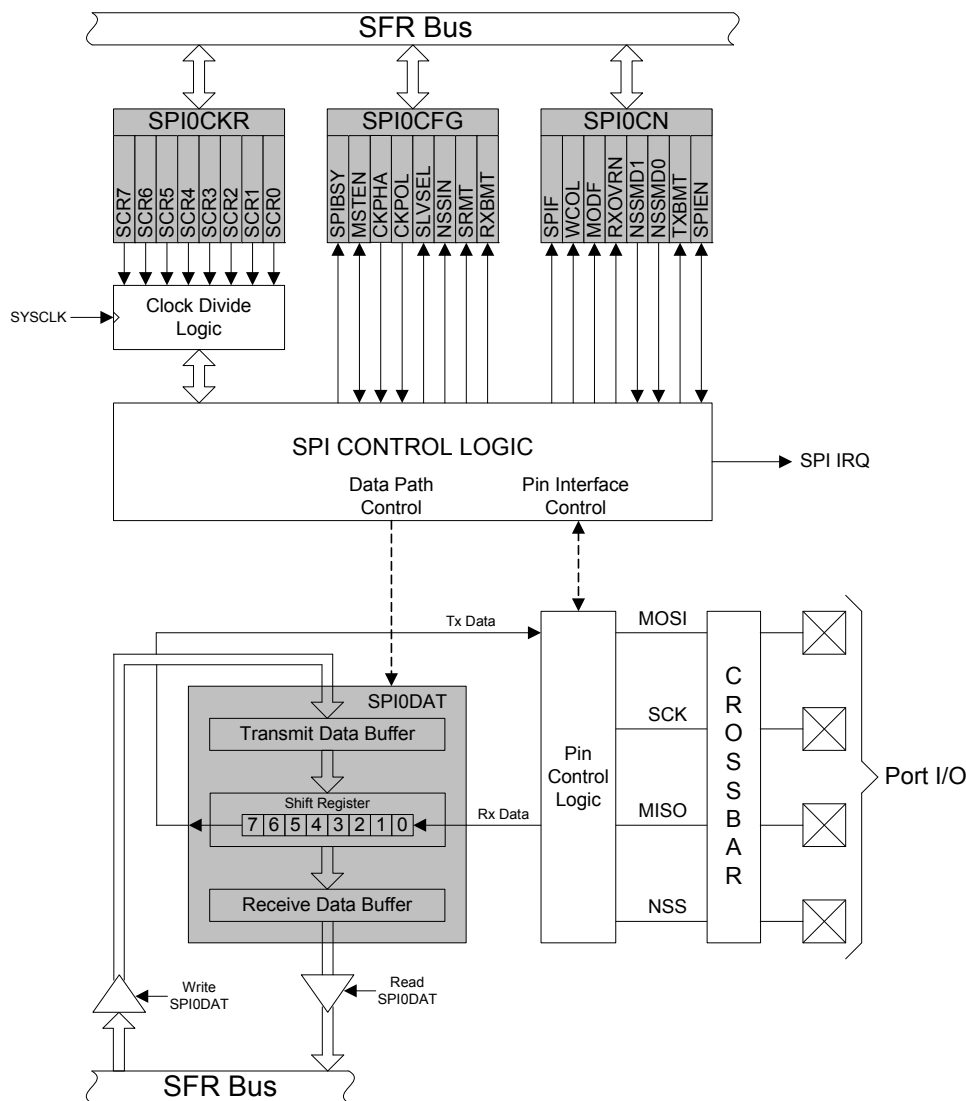 SFR Bus
SPI0CKR
SPI0CFG
SPI0CN
SCR7
SCR6
SCR5
SCR4
SCR3
SCR2
SCR1
SCR0
SPIBSY
MSTEN
CKPHA
CKPOL
SLVSEL
NSSIN
SRMT
RXBMT
SPIF
WCOL
MODF
RXOVRN
NSSMD1
NSSMD0
TXBMT
SPIEN
SYSCLK
Clock Divide
Logic
SPI CONTROL LOGIC
SPI IRQ
Data Path
Control
Pin Interface
Control
Tx Data
MOSI
SPI0DAT
Transmit Data Buffer
SCK
Pin
Control
Logic
CROSSBAR
Port I/O
Shift Register
7 6 5 4 3 2 1 0
Rx Data
MISO
Receive Data Buffer
NSS
Write
SPI0DAT
Read
SPI0DAT
SFR Bus